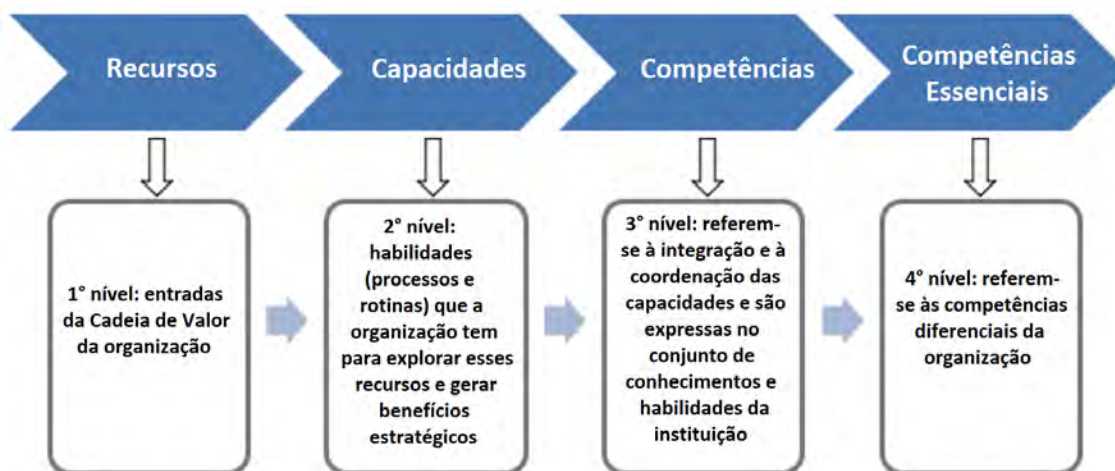 Recursos
Capacidades
Competências
Competências
Essenciais
1° nível: entradas
da Cadeia de Valor
da organização
2° nível:
habilidades
(processos e
rotinas) que a
organização tem
para explorar esses
recursos e gerar
benefícios
estratégicos
3° nível: referem-
se à integração e à
coordenação das
capacidades e são
expressas no
conjunto de
conhecimentos e
habilidades da
instituição
4° nível: referem-
se às competências
diferenciais da
organização